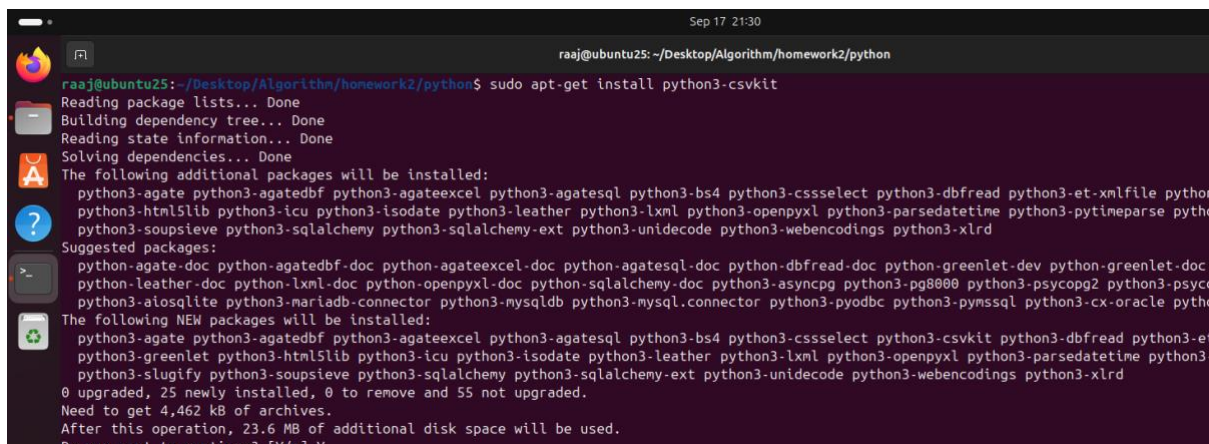 Sep 17 21:30
raaj@ubuntu25: ~/Desktop/Algorithm/homework2/python
raaj@ubuntu25:~/Desktop/Algorithm/homework2/python$ sudo apt-get install python3-csvkit
Reading package lists... Done
Building dependency tree... Done
Reading state information... Done
Solving dependencies... Done
The following additional packages will be installed:
python3-agate python3-agatedbf python3-agateexcel python3-agatesql python3-bs4 python3-cssselect python3-dbfread python3-et-xmlfile python
python3-html5lib python3-icu python3-isodate python3-leather python3-lxml python3-openpyxl python3-parsedatetime python3-pytimeparse pytho
python3-soupsieve python3-sqlalchemy python3-sqlalchemy-ext python3-unidecode python3-webencodings python3-xlrd
Suggested packages:
python-agate-doc python-agatedbf-doc python-agateexcel-doc python-agatesql-doc python-dbfread-doc python-greenlet-dev python-greenlet-doc
python-leather-doc python-lxml-doc python-openpyxl-doc python-sqlalchemy-doc python3-asyncpg python3-pg8000 python3-psycopg2 python3-psyco
python3-aiosqlite python3-mariadb-connector python3-mysqldb python3-mysql.connector python3-pyodbc python3-pymssql python3-cx-oracle pytho
The following NEW packages will be installed:
python3-agate python3-agatedbf python3-agateexcel python3-agatesql python3-bs4 python3-cssselect python3-csvkit python3-dbfread python3-et
python3-greenlet python3-html5lib python3-icu python3-isodate python3-leather python3-lxml python3-openpyxl python3-parsedatetime python3-
python3-slugify python3-soupsieve python3-sqlalchemy python3-sqlalchemy-ext python3-unidecode python3-webencodings python3-xlrd
0 upgraded, 25 newly installed, 0 to remove and 55 not upgraded.
Need to get 4,462 kB of archives.
After this operation, 23.6 MB of additional disk space will be used.